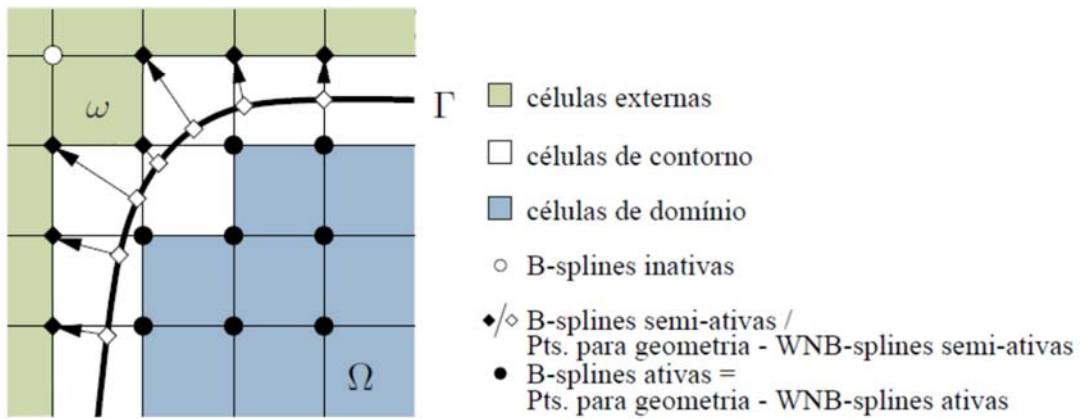 ω
Γ
Ω
células externas
células de contorno
células de domínio
B-splines inativas
B-splines semi-ativas /
Pts. para geometria - WNB-splines semi-ativas
B-splines ativas =
Pts. para geometria - WNB-splines ativas